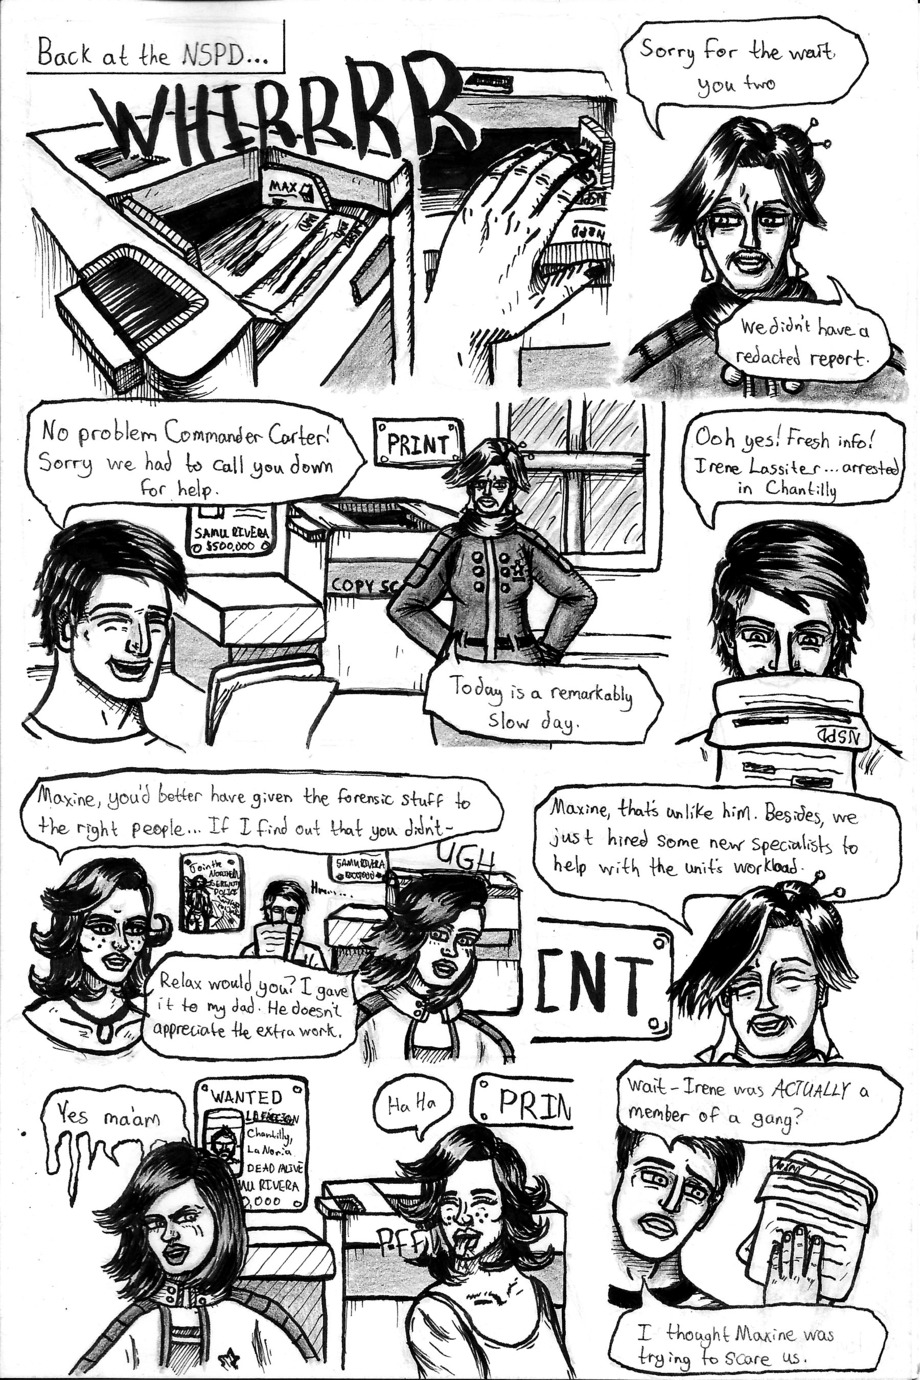 Back at the NSPD...
WHIRRRRR
MAX
NSPD
NSPD
Sorry for the wait
you two
We didn't have a
redacted report.
No problem Commander Carter!
Sorry we had to call you down
for help.
PRINT
SAMU RIVERA
$500,000
COPY SC
Today is a remarkably
slow day.
Ooh yes! Fresh info!
Irene Lassiter... arrested
in Chantilly
NSPD
Maxine, you'd better have given the forensic stuff to
the right people... If I find out that you didn't-
Join the
NORTHERN
POLICE
SAMU RIVERA
Hmm...
UGH
Relax would you? I gave
it to my dad. He doesn't
appreciate the extra work.
Maxine, that's unlike him. Besides, we
just hired some new specialists to
help with the unit's workload.
INT
Yes ma'am
WANTED
Chantilly,
La Noria
DEAD ALIVE
MU RIVERA
0,000
Ha Ha
PRIN
PFF
Wait-Irene was ACTUALLY a
member of a gang?
I thought Maxine was
trying to scare us.